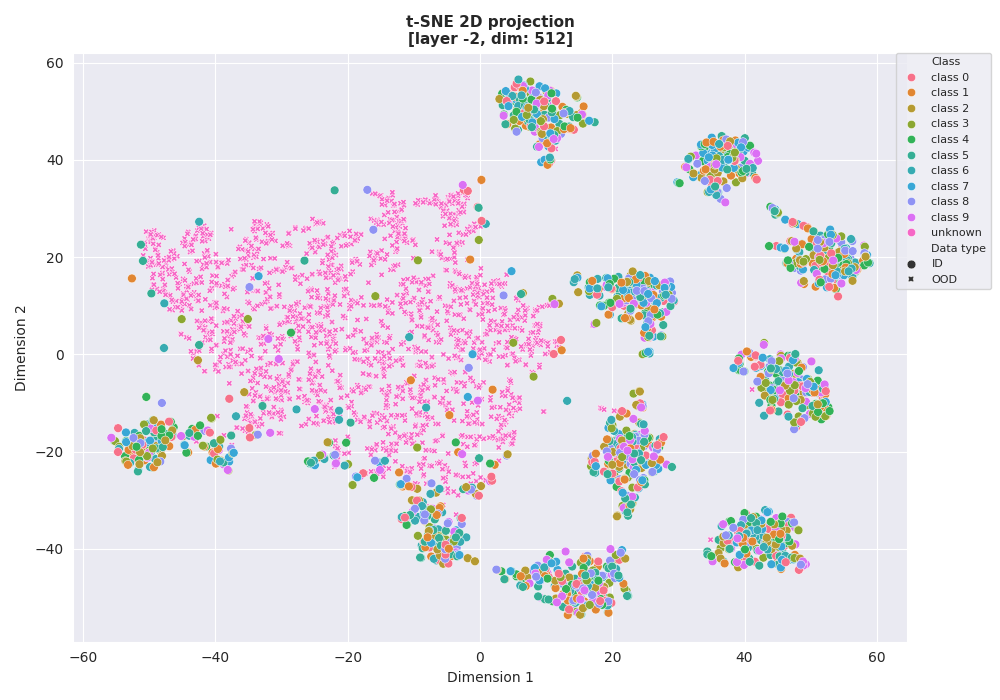 t-SNE 2D projection
[layer -2, dim: 512]
Dimension 2
60
40
20
0
−20
−40
−60
−40
−20
0
20
40
60
Dimension 1
Class
class 0
class 1
class 2
class 3
class 4
class 5
class 6
class 7
class 8
class 9
unknown
Data type
ID
OOD